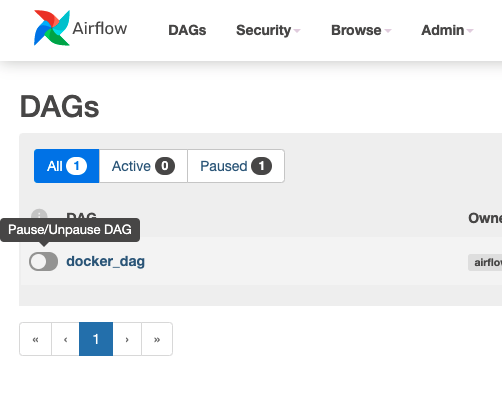 Airflow DAGs Security Browse Admin
DAGs
All 1 Active 0 Paused 1
DAG Owne
Pause/Unpause DAG
docker_dag airflo
« ‹ 1 › »